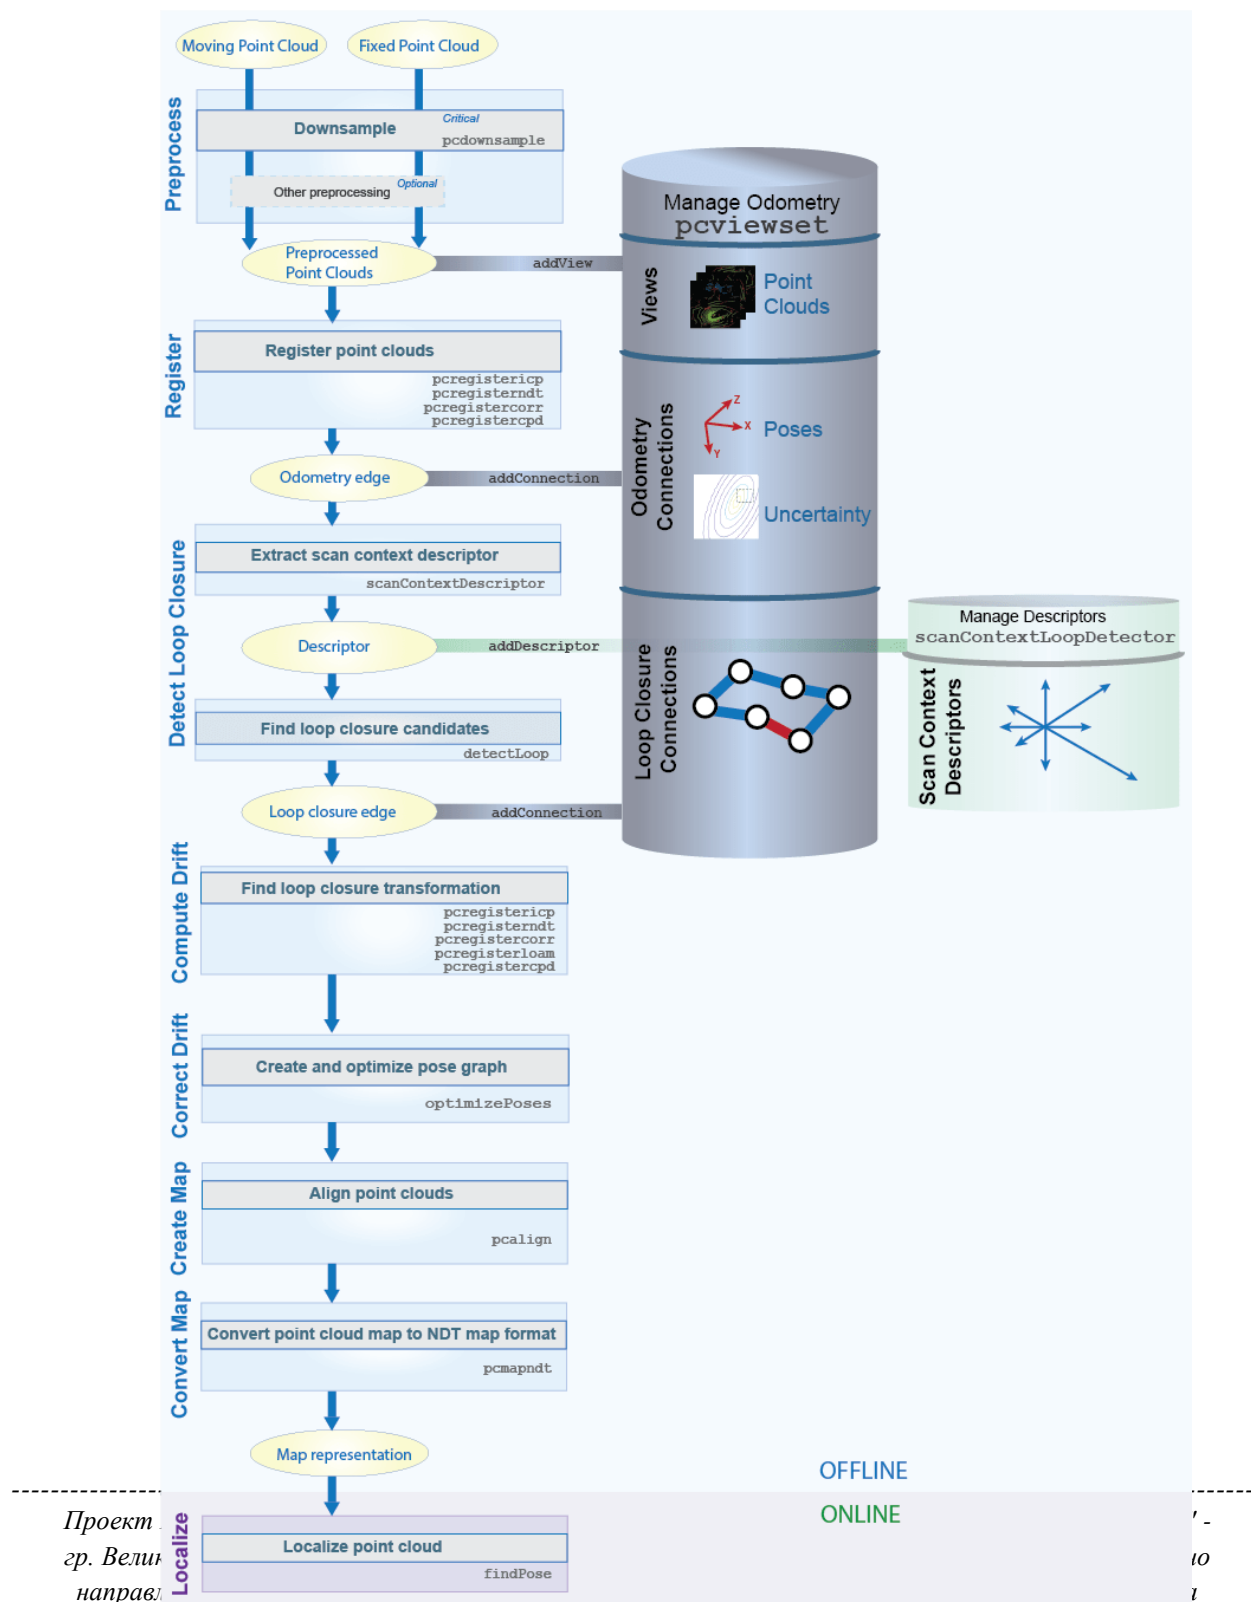 Moving Point Cloud
Fixed Point Cloud
Preprocess
Downsample
Critical
pcdownsample
Other preprocessing
Optional
Preprocessed
Point Clouds
addView
Manage Odometry
pcviewset
Views
Point
Clouds
Register
Register point clouds
pcregistericp
pcregisterndt
pcregistercorr
pcregistercpd
Odometry
Connections
Z
X
Y
Poses
Uncertainty
Odometry edge
addConnection
Detect Loop Closure
Extract scan context descriptor
scanContextDescriptor
Descriptor
addDescriptor
Loop Closure
Connections
Manage Descriptors
scanContextLoopDetector
Scan Context
Descriptors
Find loop closure candidates
detectLoop
Loop closure edge
addConnection
Compute Drift
Find loop closure transformation
pcregistericp
pcregisterndt
pcregistercorr
pcregisterloam
pcregistercpd
Correct Drift
Create and optimize pose graph
optimizePoses
Create Map
Align point clouds
pcalign
Convert Map
Convert point cloud map to NDT map format
pcmapndt
Map representation
OFFLINE
ONLINE
Localize
Localize point cloud
findPose
Проект " -
гр. Велик но
направл а